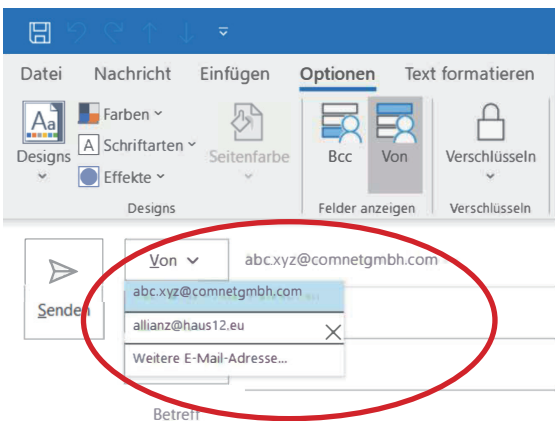 Datei Nachricht Einfügen Optionen Text formatieren
Aa
Designs
Farben
A Schriftarten
Effekte
Seitenfarbe
Bcc
Von
Verschlüsseln
Designs
Felder anzeigen
Verschlüsseln
Senden
Von
abc.xyz@comnetgmbh.com
abc.xyz@comnetgmbh.com
allianz@haus12.eu
Weitere E-Mail-Adresse...
Betreff